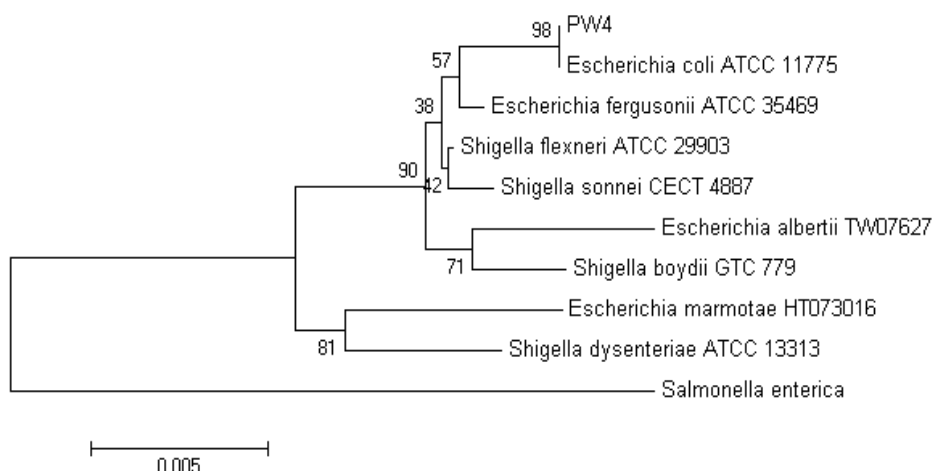 98
PW4
Escherichia coli ATCC 11775
57
Escherichia fergusonii ATCC 35469
38
Shigella flexneri ATCC 29903
90
42
Shigella sonnei CECT 4887
Escherichia albertii TW07627
71
Shigella boydii GTC 779
Escherichia marmotae HT073016
81
Shigella dysenteriae ATCC 13313
Salmonella enterica
0.005